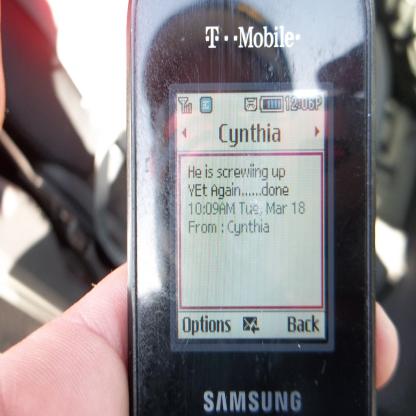 T··Mobile·
12:06P
Cynthia
He is screwiing up
YEt Again......done
10:09AM Tue, Mar 18
From : Cynthia
Options Back
SAMSUNG